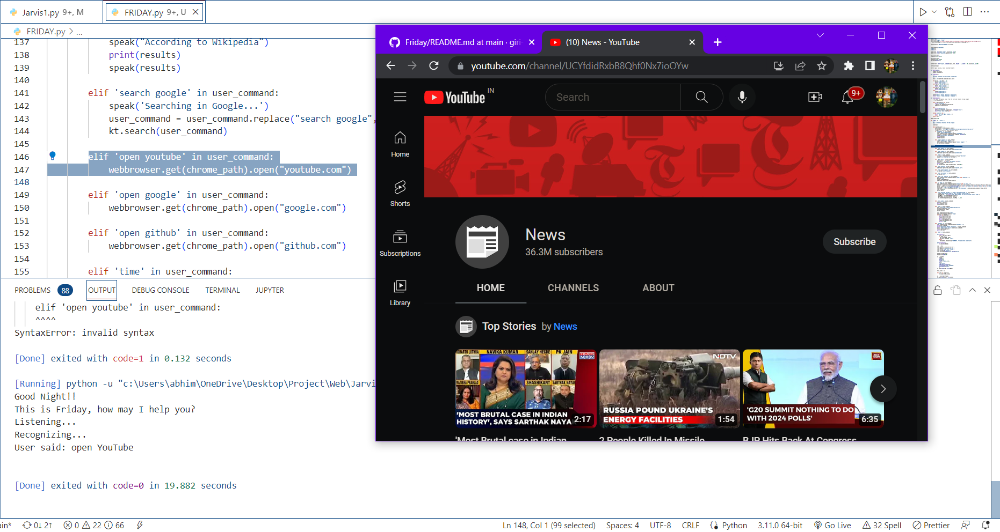 Jarvis1.py 9+, M
FRIDAY.py 9+, U
FRIDAY.py > ...
137 speak("According to Wikipedia")
138 print(results)
139 speak(results)
140
141 elif 'search google' in user_command:
142 speak('Searching in Google...')
143 user_command = user_command.replace("search google",
144 kt.search(user_command)
145
146 elif 'open youtube' in user_command:
147 webbrowser.get(chrome_path).open("youtube.com")
148
149 elif 'open google' in user_command:
150 webbrowser.get(chrome_path).open("google.com")
151
152 elif 'open github' in user_command:
153 webbrowser.get(chrome_path).open("github.com")
154
155 elif 'time' in user_command:
PROBLEMS 88 OUTPUT DEBUG CONSOLE TERMINAL JUPYTER
elif 'open youtube' in user_command:
^^^^
SyntaxError: invalid syntax
[Done] exited with code=1 in 0.132 seconds
[Running] python -u "c:\Users\abhim\OneDrive\Desktop\Project\Web\Jarvi
Good Night!!
This is Friday, how may I help you?
Listening...
Recognizing...
User said: open YouTube
[Done] exited with code=0 in 19.882 seconds
Friday/README.md at main · giri
(10) News - YouTube
youtube.com/channel/UCYfdidRxbB8Qhf0Nx7ioOYw
YouTube IN
Search
9+
Home
Shorts
Subscriptions
Library
News
36.3M subscribers
Subscribe
HOME CHANNELS ABOUT
Top Stories by News
DHARTH LUTHRA NAVIKA KUMAR SANJAY HEGDE PK JAIN
TIMES NOW
PRATIBHA PRAHLAD SHASHIKANT SARTHAK NAYAK
'MOST BRUTAL CASE IN INDIAN
HISTORY', SAYS SARTHAK NAYA
2:17
NDTV
RUSSIA POUND UKRAINE'S
ENERGY FACILITIES
1:54
'G20 SUMMIT NOTHING TO DO
WITH 2024 POLLS'
6:35
'Most Brutal case in Indian
2 People Killed In Missile
BJP Hits Back At Congress
ain* 0↓ 2↑ 0 22 66
Ln 148, Col 1 (99 selected) Spaces: 4 UTF-8 CRLF Python 3.11.0 64-bit Go Live 32 Spell Prettier